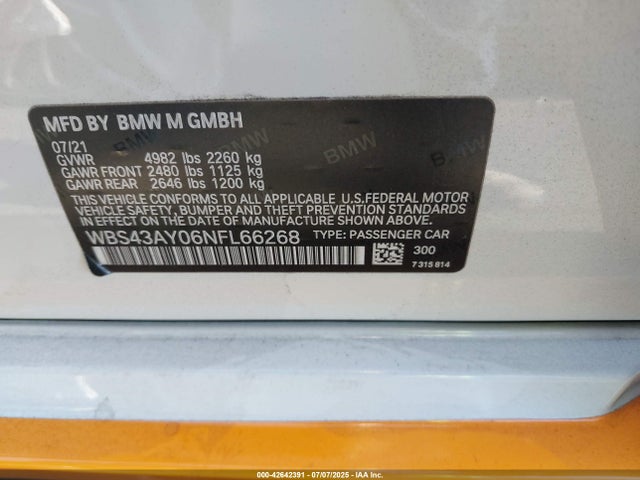 MFD BY BMW M GMBH
07/21
GVWR 4982 lbs 2260 kg
GAWR FRONT 2480 lbs 1125 kg
GAWR REAR 2646 lbs 1200 kg
THIS VEHICLE CONFORMS TO ALL APPLICABLE U.S.FEDERAL MOTOR
VEHICLE SAFETY, BUMPER AND THEFT PREVENTION STANDARDS IN
EFFECT ON THE DATE OF MANUFACTURE SHOWN ABOVE.
WBS43AY06NFL66268 TYPE: PASSENGER CAR
300
7 315 814
BMW
BMW
000-42642391 - 07/07/2025 - IAA Inc.